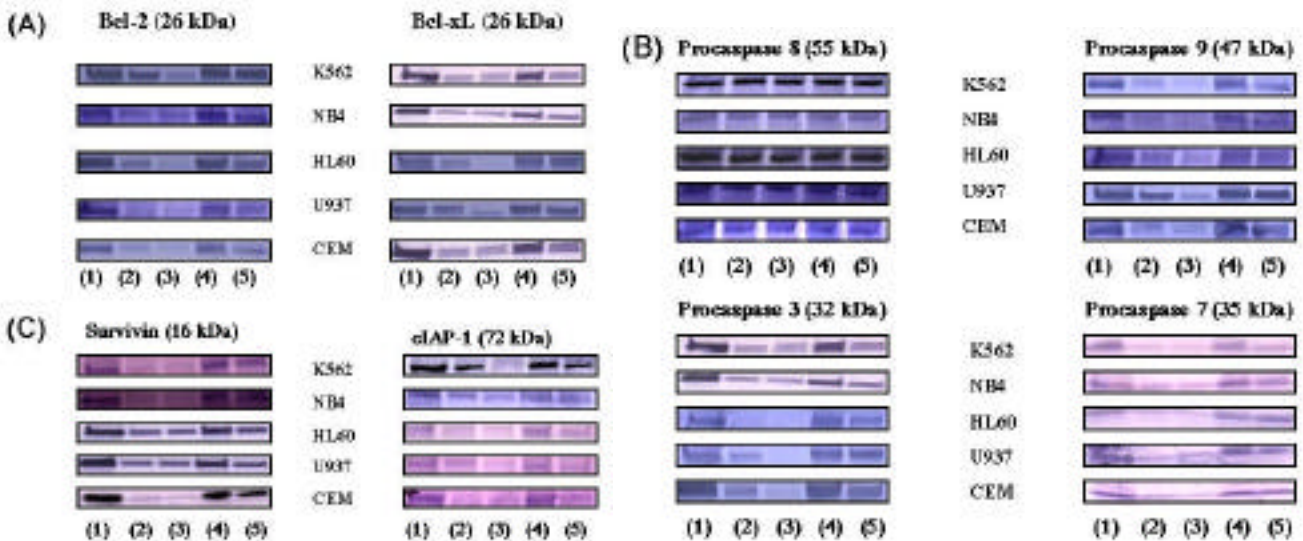 (A)
Bcl-2 (26 kDa)
Bcl-xL (26 kDa)
K562
NB4
HL60
U937
CEM
(1) (2) (3) (4) (5)
(1) (2) (3) (4) (5)
(B)
Procaspase 8 (55 kDa)
Procaspase 9 (47 kDa)
K562
NB4
HL60
U937
CEM
(1) (2) (3) (4) (5)
(1) (2) (3) (4) (5)
Procaspase 3 (32 kDa)
Procaspase 7 (35 kDa)
K562
NB4
HL60
U937
CEM
(1) (2) (3) (4) (5)
(1) (2) (3) (4) (5)
(C)
Survivin (16 kDa)
cIAP-1 (72 kDa)
K562
NB4
HL60
U937
CEM
(1) (2) (3) (4) (5)
(1) (2) (3) (4) (5)